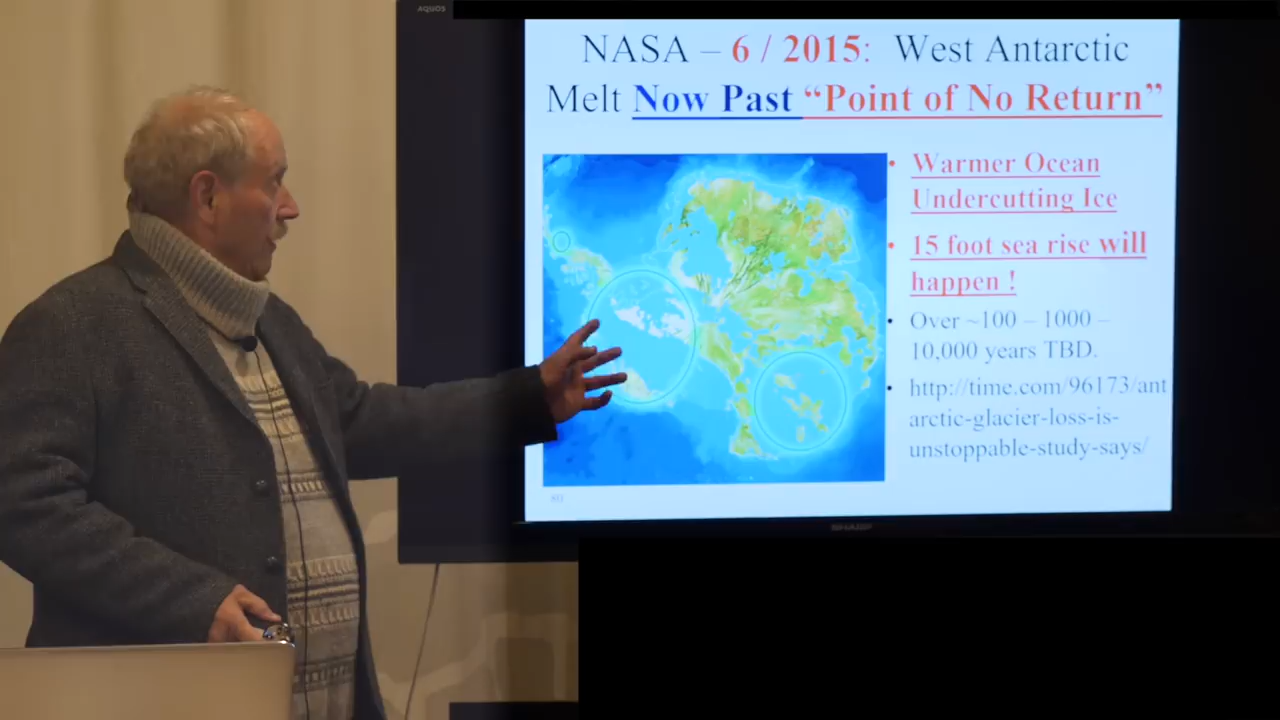 AQUOS
NASA – 6 / 2015: West Antarctic
Melt Now Past “Point of No Return”
• Warmer Ocean
Undercutting Ice
• 15 foot sea rise will
happen !
• Over ~100 – 1000 –
10,000 years TBD.
• http://time.com/96173/ant
arctic-glacier-loss-is-
unstoppable-study-says/
SHARP